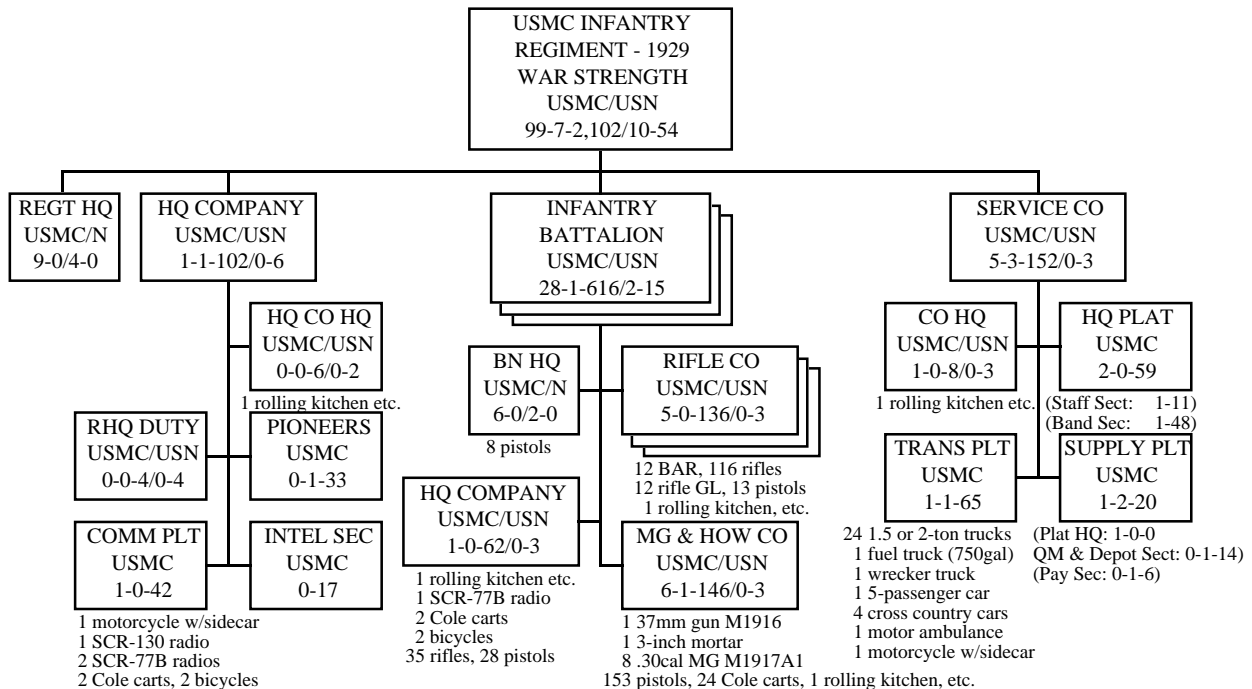 USMC INFANTRY
REGIMENT - 1929
WAR STRENGTH
USMC/USN
99-7-2,102/10-54
REGT HQ
USMC/N
9-0/4-0
HQ COMPANY
USMC/USN
1-1-102/0-6
INFANTRY
BATTALION
USMC/USN
28-1-616/2-15
SERVICE CO
USMC/USN
5-3-152/0-3
HQ CO HQ
USMC/USN
0-0-6/0-2
1 rolling kitchen etc.
RHQ DUTY
USMC/USN
0-0-4/0-4
PIONEERS
USMC
0-1-33
COMM PLT
USMC
1-0-42
1 motorcycle w/sidecar
1 SCR-130 radio
2 SCR-77B radios
2 Cole carts, 2 bicycles
INTEL SEC
USMC
0-17
BN HQ
USMC/N
6-0/2-0
8 pistols
RIFLE CO
USMC/USN
5-0-136/0-3
12 BAR, 116 rifles
12 rifle GL, 13 pistols
1 rolling kitchen, etc.
HQ COMPANY
USMC/USN
1-0-62/0-3
1 rolling kitchen etc.
1 SCR-77B radio
2 Cole carts
2 bicycles
35 rifles, 28 pistols
MG & HOW CO
USMC/USN
6-1-146/0-3
1 37mm gun M1916
1 3-inch mortar
8 .30cal MG M1917A1
153 pistols, 24 Cole carts, 1 rolling kitchen, etc.
CO HQ
USMC/USN
1-0-8/0-3
1 rolling kitchen etc.
HQ PLAT
USMC
2-0-59
(Staff Sect: 1-11)
(Band Sec: 1-48)
TRANS PLT
USMC
1-1-65
24 1.5 or 2-ton trucks
1 fuel truck (750gal)
1 wrecker truck
1 5-passenger car
4 cross country cars
1 motor ambulance
1 motorcycle w/sidecar
SUPPLY PLT
USMC
1-2-20
(Plat HQ: 1-0-0
QM & Depot Sect: 0-1-14)
(Pay Sec: 0-1-6)